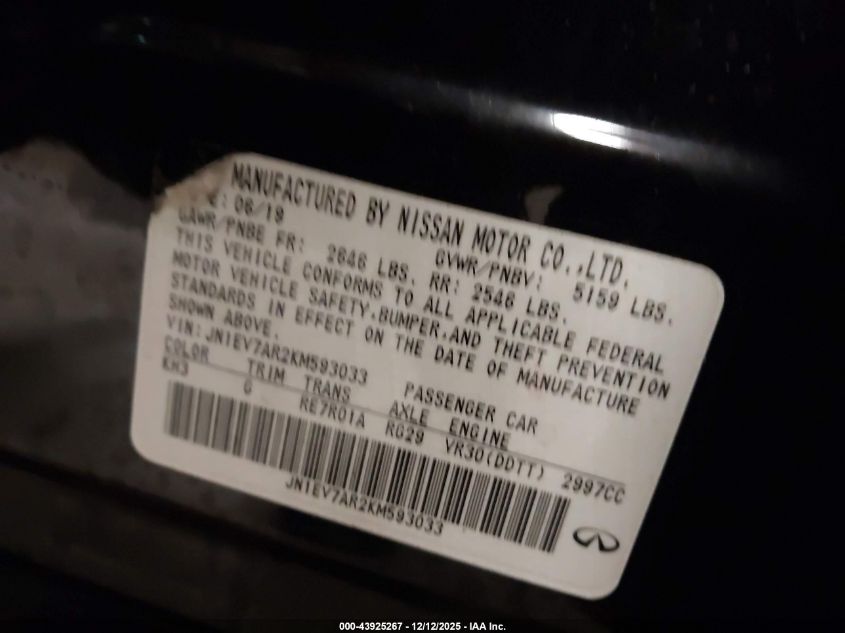 MANUFACTURED BY NISSAN MOTOR CO.,LTD.
: 06/19 GVWR/PNBV: 5159 LBS.
GAWR/PNBE FR: 2646 LBS. RR: 2546 LBS.
THIS VEHICLE CONFORMS TO ALL APPLICABLE FEDERAL
MOTOR VEHICLE SAFETY,BUMPER,AND THEFT PREVENTION
STANDARDS IN EFFECT ON THE DATE OF MANUFACTURE
SHOWN ABOVE.
VIN:JN1EV7AR2KM593033 PASSENGER CAR
COLOR TRIM TRANS AXLE ENGINE
KH3 G RE7R01A RG29 VR30(DDTT) 2997CC
JN1EV7AR2KM593033
000-43925267 - 12/12/2025 - IAA Inc.